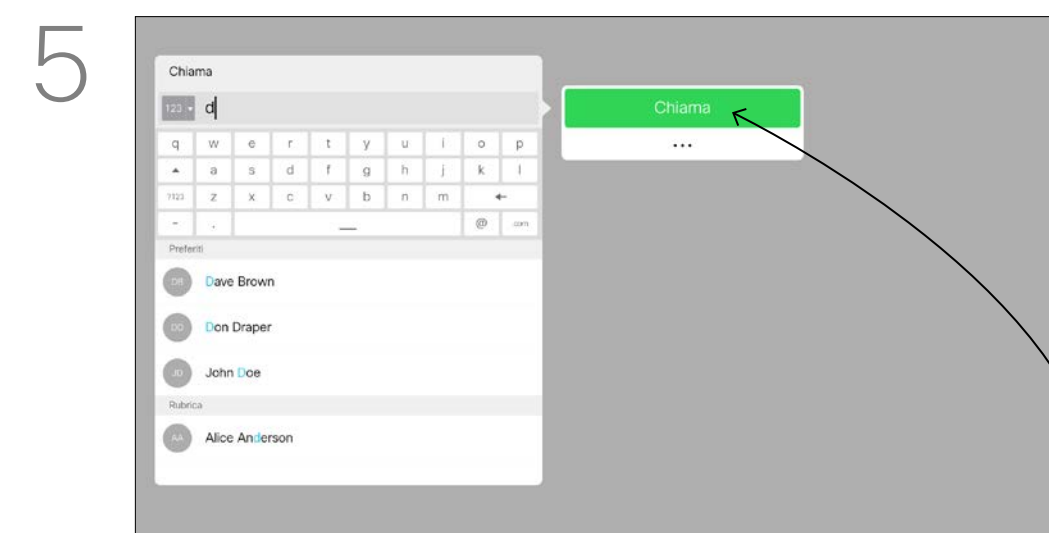 5
Chiama
123 d
Chiama
...
q w e r t y u i o p
a s d f g h j k l
?123 z x c v b n m
- . @ .com
Preferiti
DB Dave Brown
DD Don Draper
JD John Doe
Rubrica
AA Alice Anderson